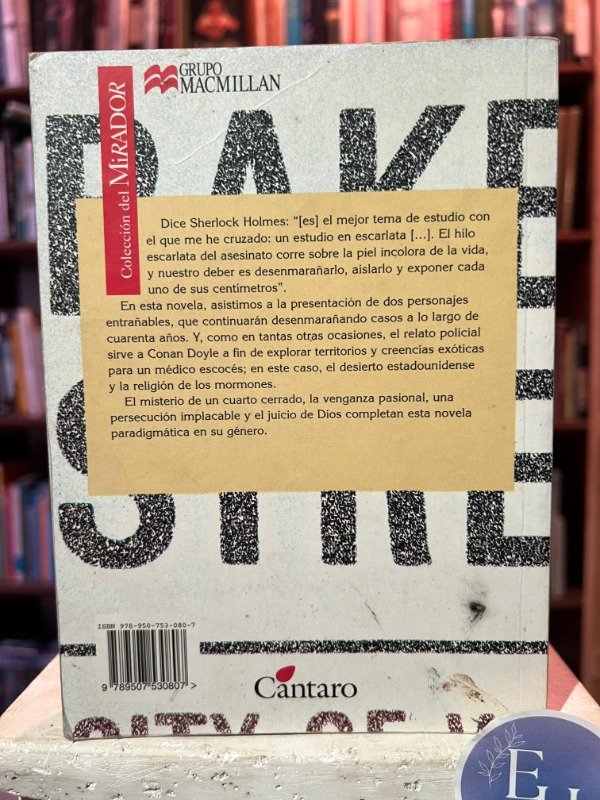 GRUPO
MACMILLAN
Colección del MiRADOR
BAKE
Dice Sherlock Holmes: “[es] el mejor tema de estudio con
el que me he cruzado: un estudio en escarlata [...]. El hilo
escarlata del asesinato corre sobre la piel incolora de la vida,
y nuestro deber es desenmarañarlo, aislarlo y exponer cada
uno de sus centímetros”.
En esta novela, asistimos a la presentación de dos personajes
entrañables, que continuarán desenmarañando casos a lo largo de
cuarenta años. Y, como en tantas otras ocasiones, el relato policial
sirve a Conan Doyle a fin de explorar territorios y creencias exóticas
para un médico escocés; en este caso, el desierto estadounidense
y la religión de los mormones.
El misterio de un cuarto cerrado, la venganza pasional, una
persecución implacable y el juicio de Dios completan esta novela
paradigmática en su género.
STRE
ISBN 978-950-753-080-7
9 789507 530807 >
Cántaro
CITY OF W